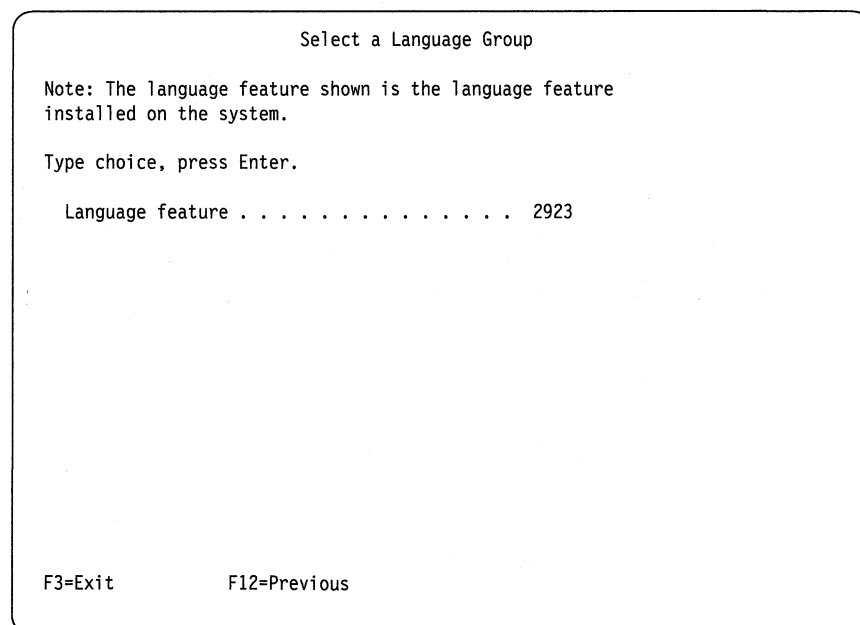 Select a Language Group
Note: The language feature shown is the language feature
installed on the system.
Type choice, press Enter.
Language feature . . . . . . . . . . . . . . 2923
F3=Exit F12=Previous